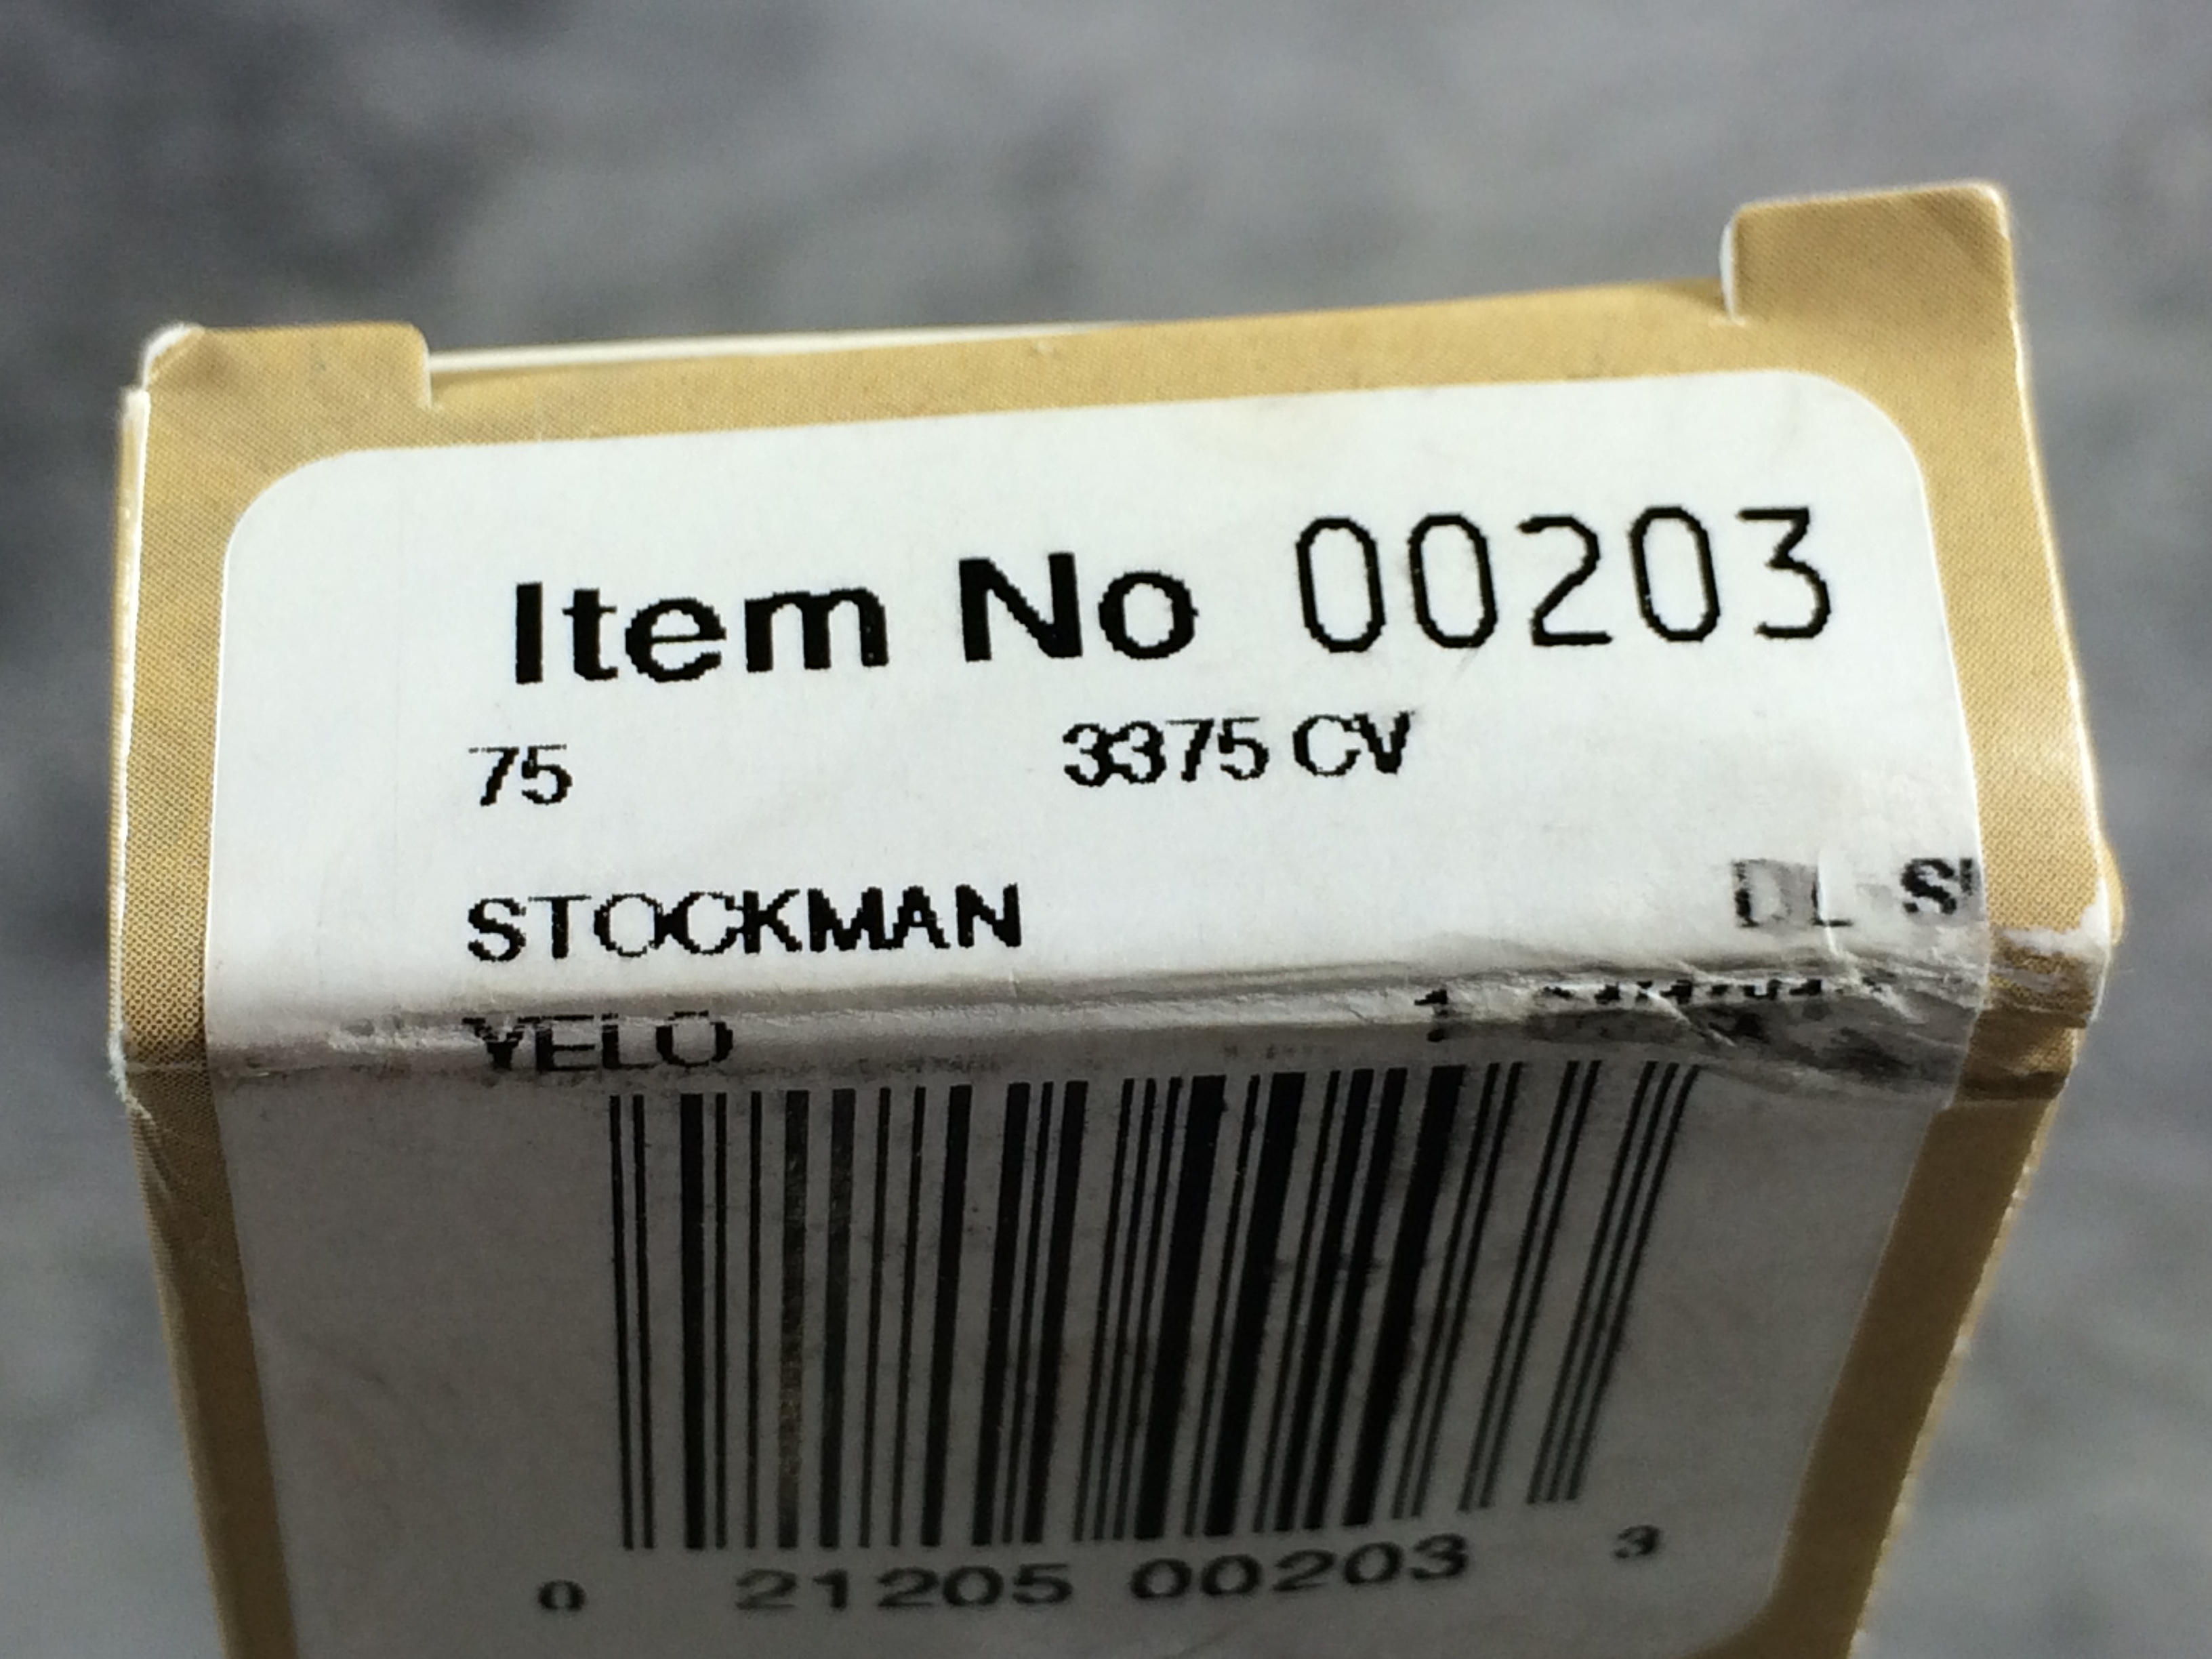 Item No 00203
75 3375 CV
STOCKMAN
YELO
0 21205 00203 3